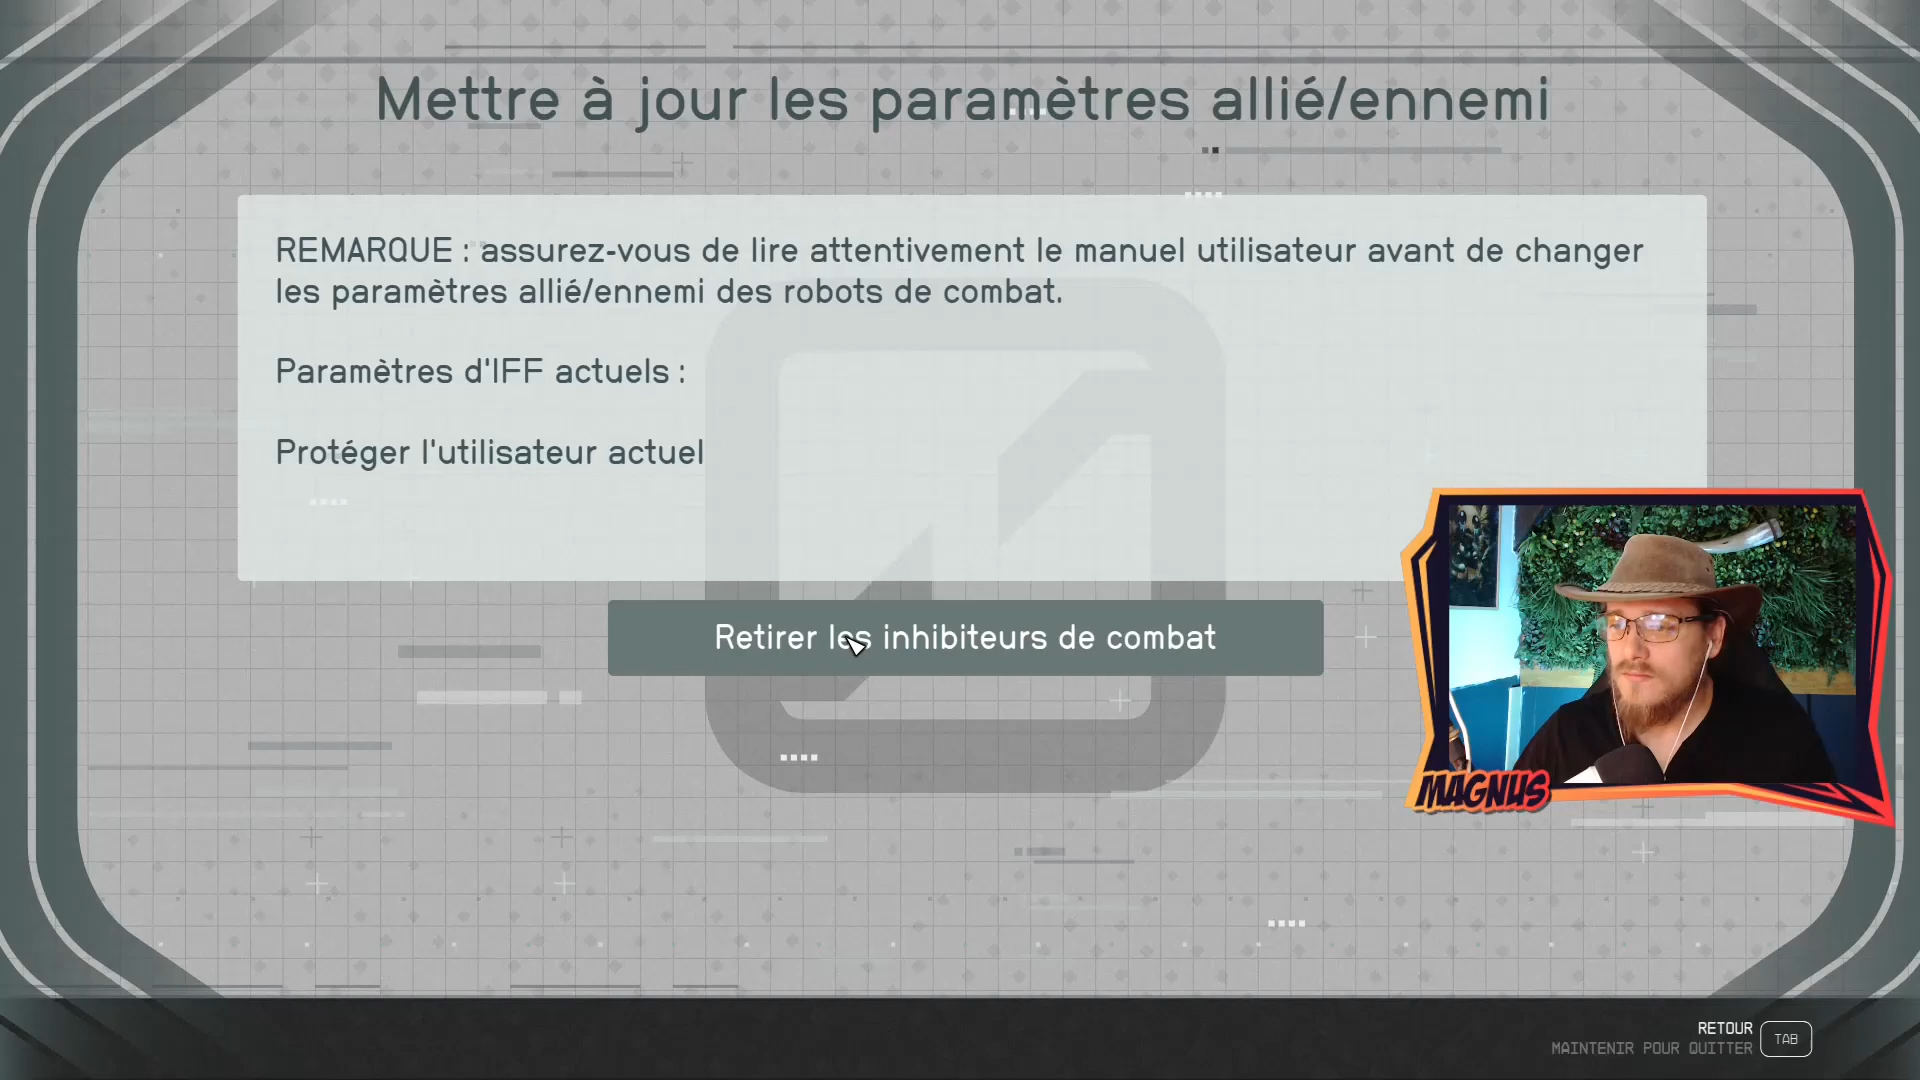 Mettre à jour les paramètres allié/ennemi
REMARQUE : assurez-vous de lire attentivement le manuel utilisateur avant de changer
les paramètres allié/ennemi des robots de combat.
Paramètres d'IFF actuels :
Protéger l'utilisateur actuel
Retirer les inhibiteurs de combat
MAGNUS
RETOUR
MAINTENIR POUR QUITTER
TAB